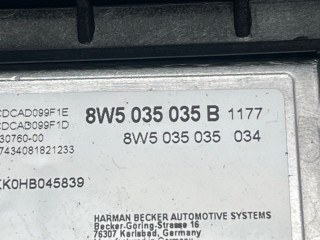 CDCAD099F1E 8W5 035 035 B 1177
CDCAD099F1D 8W5 035 035 034
30760-00
7434081821233
KK0HB045839
HARMAN BECKER AUTOMOTIVE SYSTEMS
Becker-Göring-Strasse 16
76307 Karlsbad, Germany